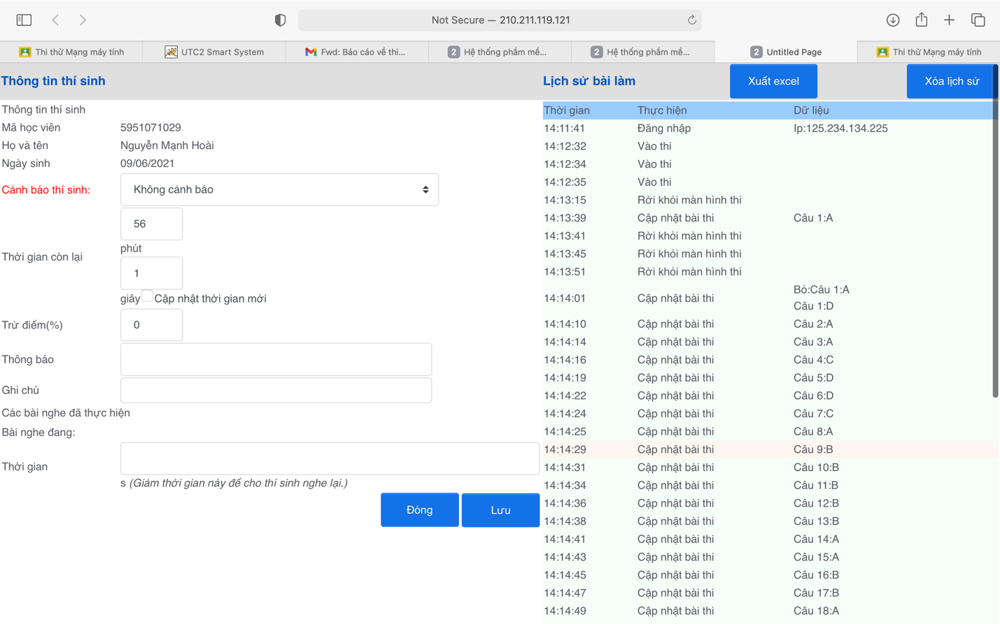 Not Secure — 210.211.119.121
Thi thử Mạng máy tính
UTC2 Smart System
Fwd: Báo cáo về thi...
2 Hệ thống phầm mề...
2 Hệ thống phầm mề...
2 Untitled Page
Thi thử Mạng máy tính
Thông tin thí sinh
Thông tin thí sinh
Mã học viên 5951071029
Họ và tên Nguyễn Mạnh Hoài
Ngày sinh 09/06/2021
Cảnh báo thí sinh: Không cảnh báo
56
phút
Thời gian còn lại
1
giây Cập nhật thời gian mới
Trừ điểm(%) 0
Thông báo
Ghi chú
Các bài nghe đã thực hiện
Bài nghe đang:
Thời gian
s (Giảm thời gian này để cho thí sinh nghe lại.)
Đóng Lưu
Lịch sử bài làm Xuất excel Xóa lịch sử
Thời gian Thực hiện Dữ liệu
14:11:41 Đăng nhập Ip:125.234.134.225
14:12:32 Vào thi
14:12:34 Vào thi
14:12:35 Vào thi
14:13:15 Rời khỏi màn hình thi
14:13:39 Cập nhật bài thi Câu 1:A
14:13:41 Rời khỏi màn hình thi
14:13:45 Rời khỏi màn hình thi
14:13:51 Rời khỏi màn hình thi
Bỏ:Câu 1:A
14:14:01 Cập nhật bài thi
Câu 1:D
14:14:10 Cập nhật bài thi Câu 2:A
14:14:14 Cập nhật bài thi Câu 3:A
14:14:16 Cập nhật bài thi Câu 4:C
14:14:19 Cập nhật bài thi Câu 5:D
14:14:22 Cập nhật bài thi Câu 6:D
14:14:24 Cập nhật bài thi Câu 7:C
14:14:25 Cập nhật bài thi Câu 8:A
14:14:29 Cập nhật bài thi Câu 9:B
14:14:31 Cập nhật bài thi Câu 10:B
14:14:34 Cập nhật bài thi Câu 11:B
14:14:36 Cập nhật bài thi Câu 12:B
14:14:38 Cập nhật bài thi Câu 13:B
14:14:41 Cập nhật bài thi Câu 14:A
14:14:43 Cập nhật bài thi Câu 15:A
14:14:45 Cập nhật bài thi Câu 16:B
14:14:47 Cập nhật bài thi Câu 17:B
14:14:49 Cập nhật bài thi Câu 18:A